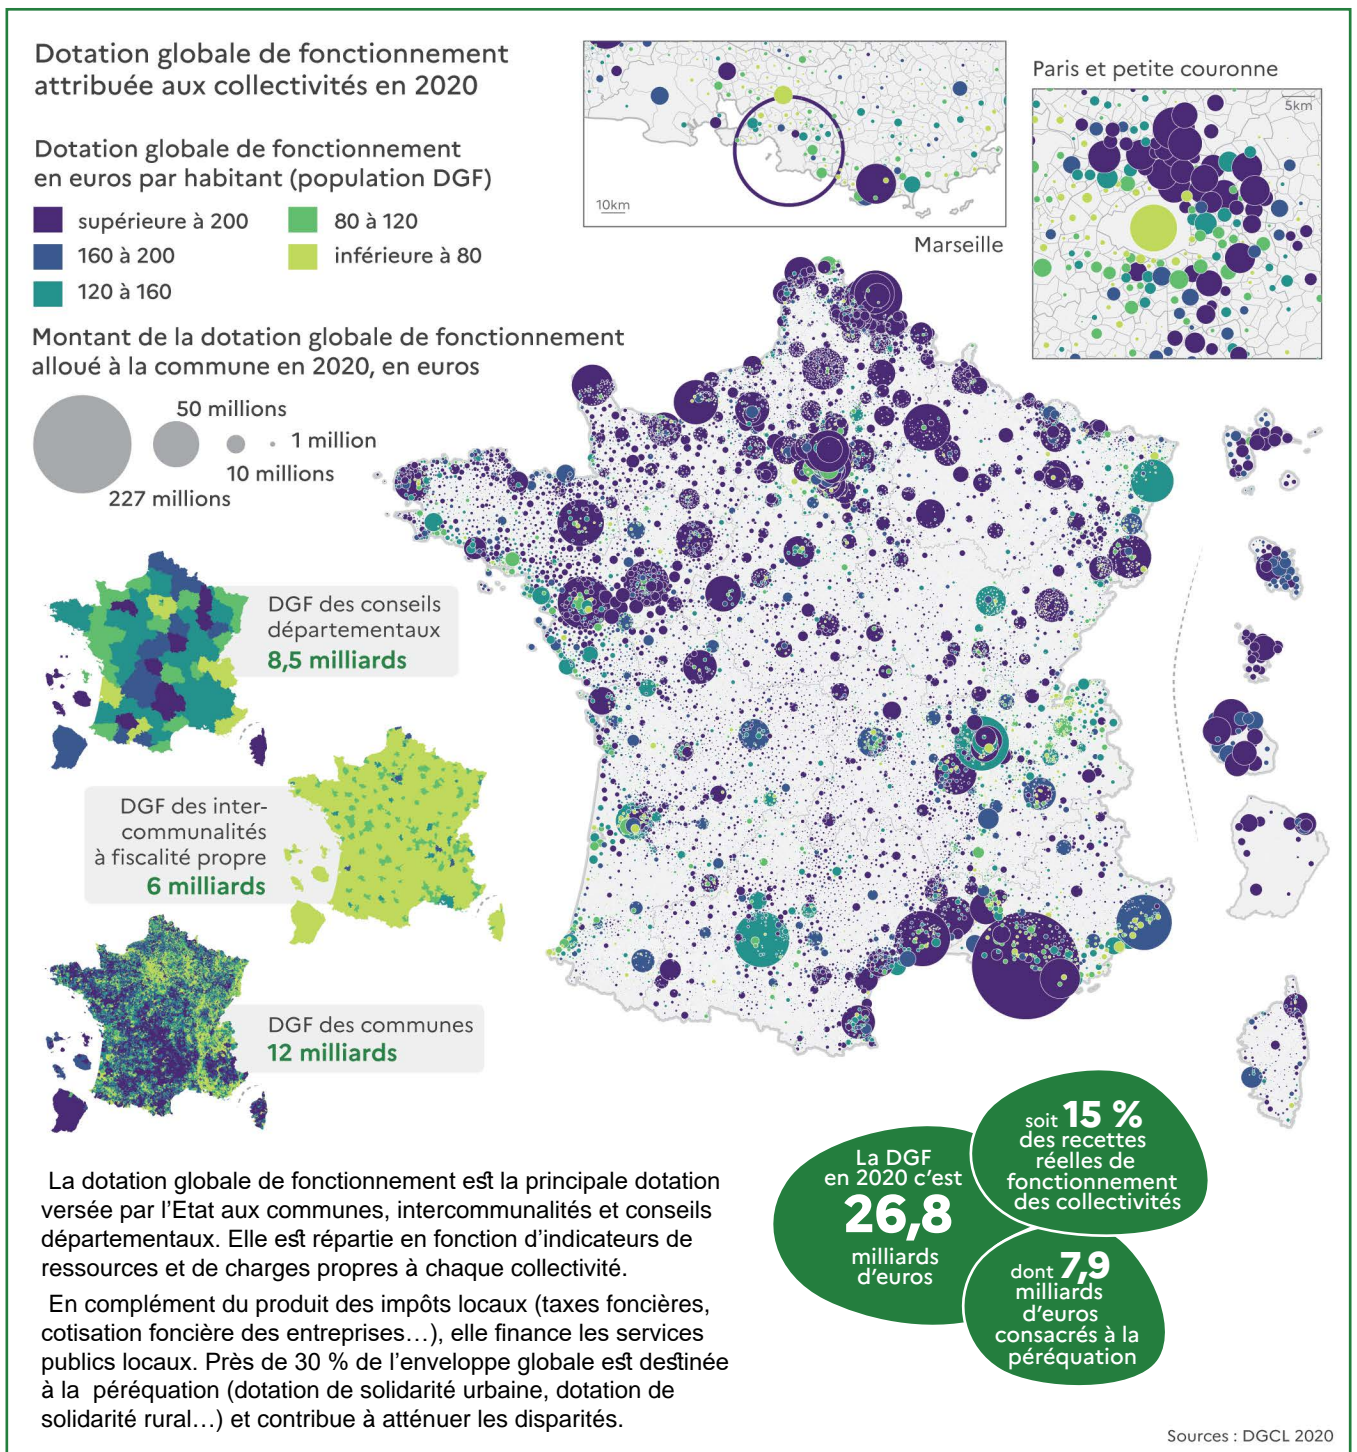 Dotation globale de fonctionnement
attribuée aux collectivités en 2020
Dotation globale de fonctionnement
en euros par habitant (population DGF)
supérieure à 200
160 à 200
120 à 160
80 à 120
inférieure à 80
Montant de la dotation globale de fonctionnement
alloué à la commune en 2020, en euros
50 millions
1 million
10 millions
227 millions
10km
Marseille
Paris et petite couronne
5km
DGF des conseils
départementaux
8,5 milliards
DGF des inter-
communalités
à fiscalité propre
6 milliards
DGF des communes
12 milliards
La dotation globale de fonctionnement est la principale dotation
versée par l'Etat aux communes, intercommunalités et conseils
départementaux. Elle est répartie en fonction d'indicateurs de
ressources et de charges propres à chaque collectivité.
En complément du produit des impôts locaux (taxes foncières,
cotisation foncière des entreprises…), elle finance les services
publics locaux. Près de 30 % de l'enveloppe globale est destinée
à la péréquation (dotation de solidarité urbaine, dotation de
solidarité rural…) et contribue à atténuer les disparités.
La DGF
en 2020 c'est
26,8
milliards
d'euros
soit 15 %
des recettes
réelles de
fonctionnement
des collectivités
dont 7,9
milliards
d'euros
consacrés à la
péréquation
Sources : DGCL 2020